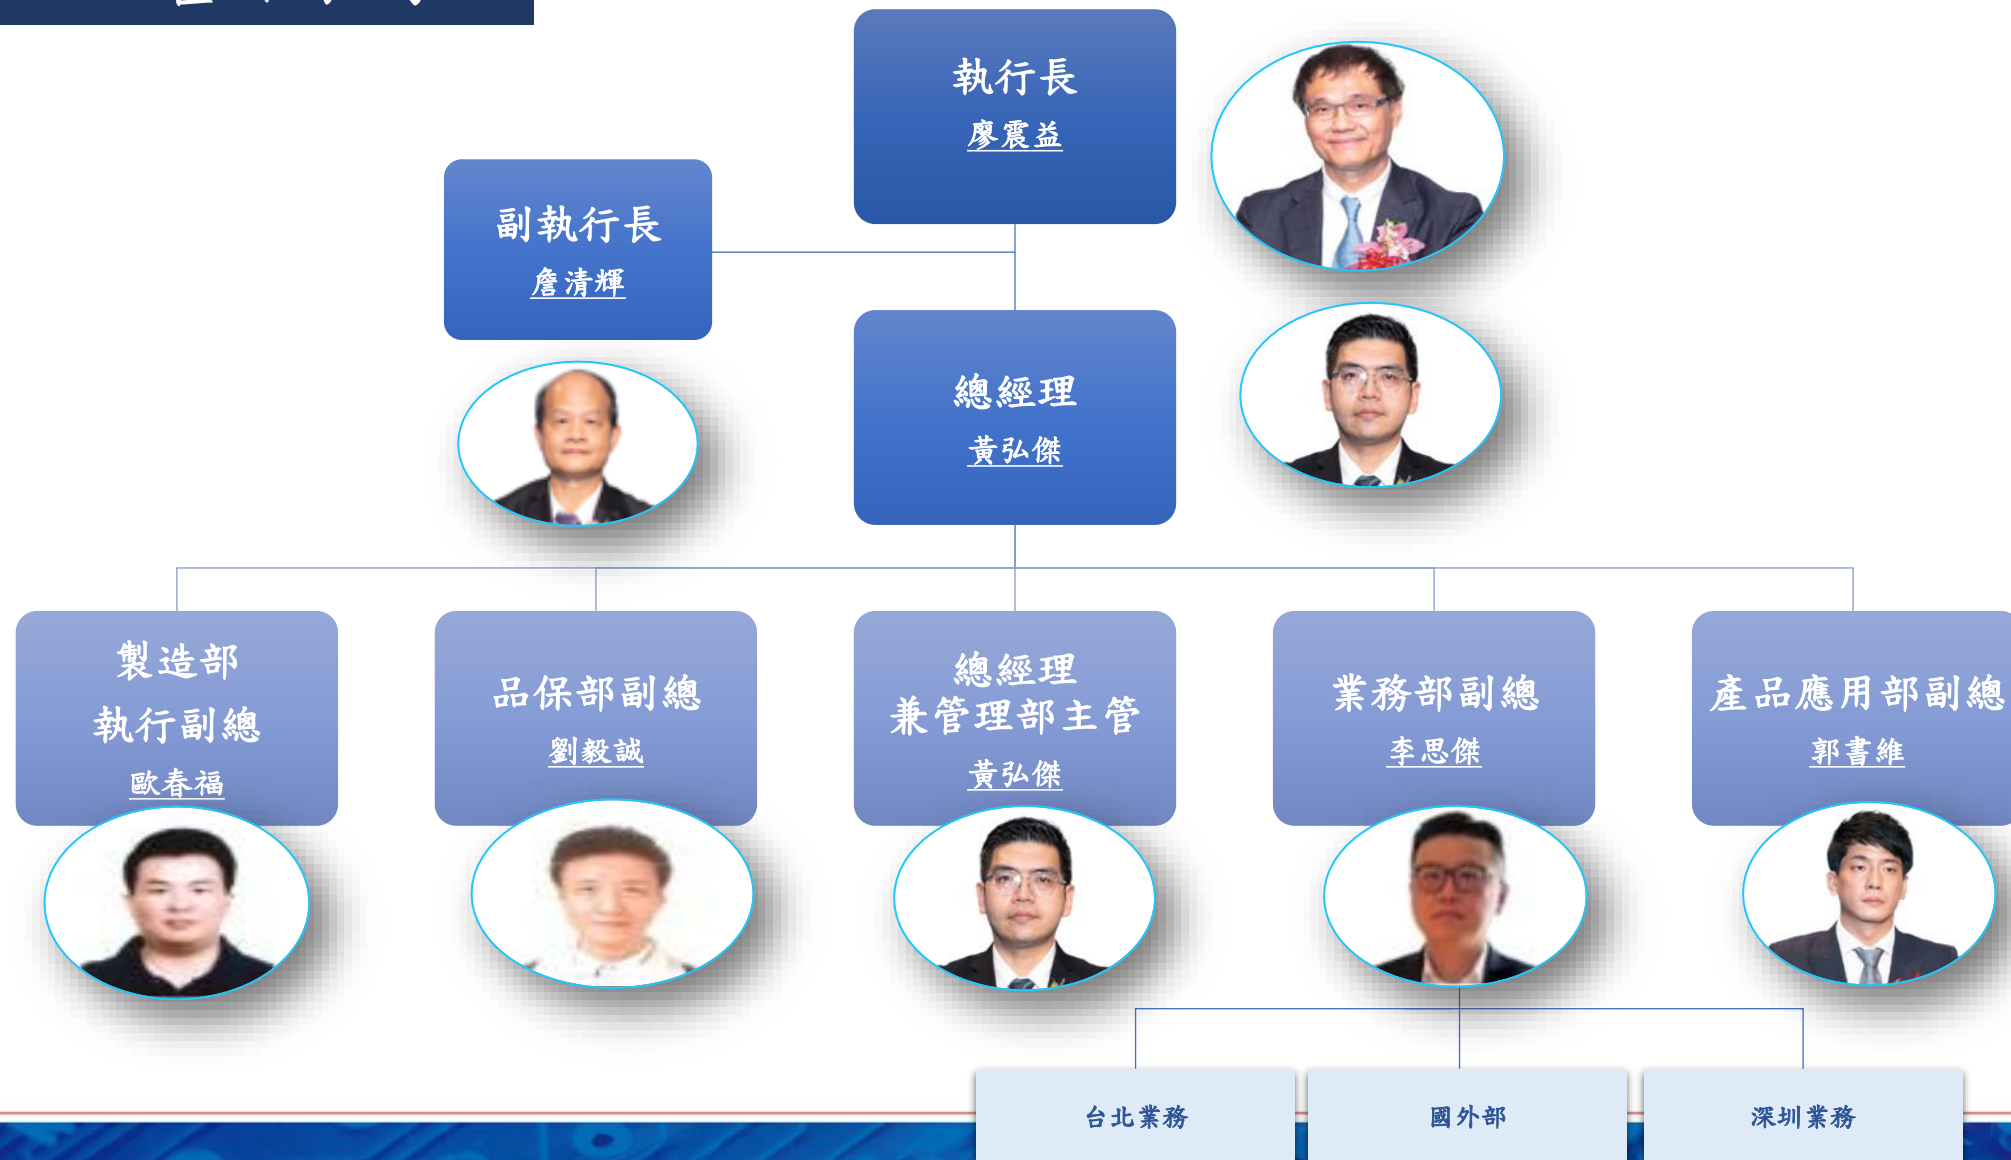 執行長
廖震益
副執行長
詹清輝
總經理
黃弘傑
製造部
執行副總
歐春福
品保部副總
劉毅誠
總經理
兼管理部主管
黃弘傑
業務部副總
李思傑
產品應用部副總
郭書維
台北業務
國外部
深圳業務